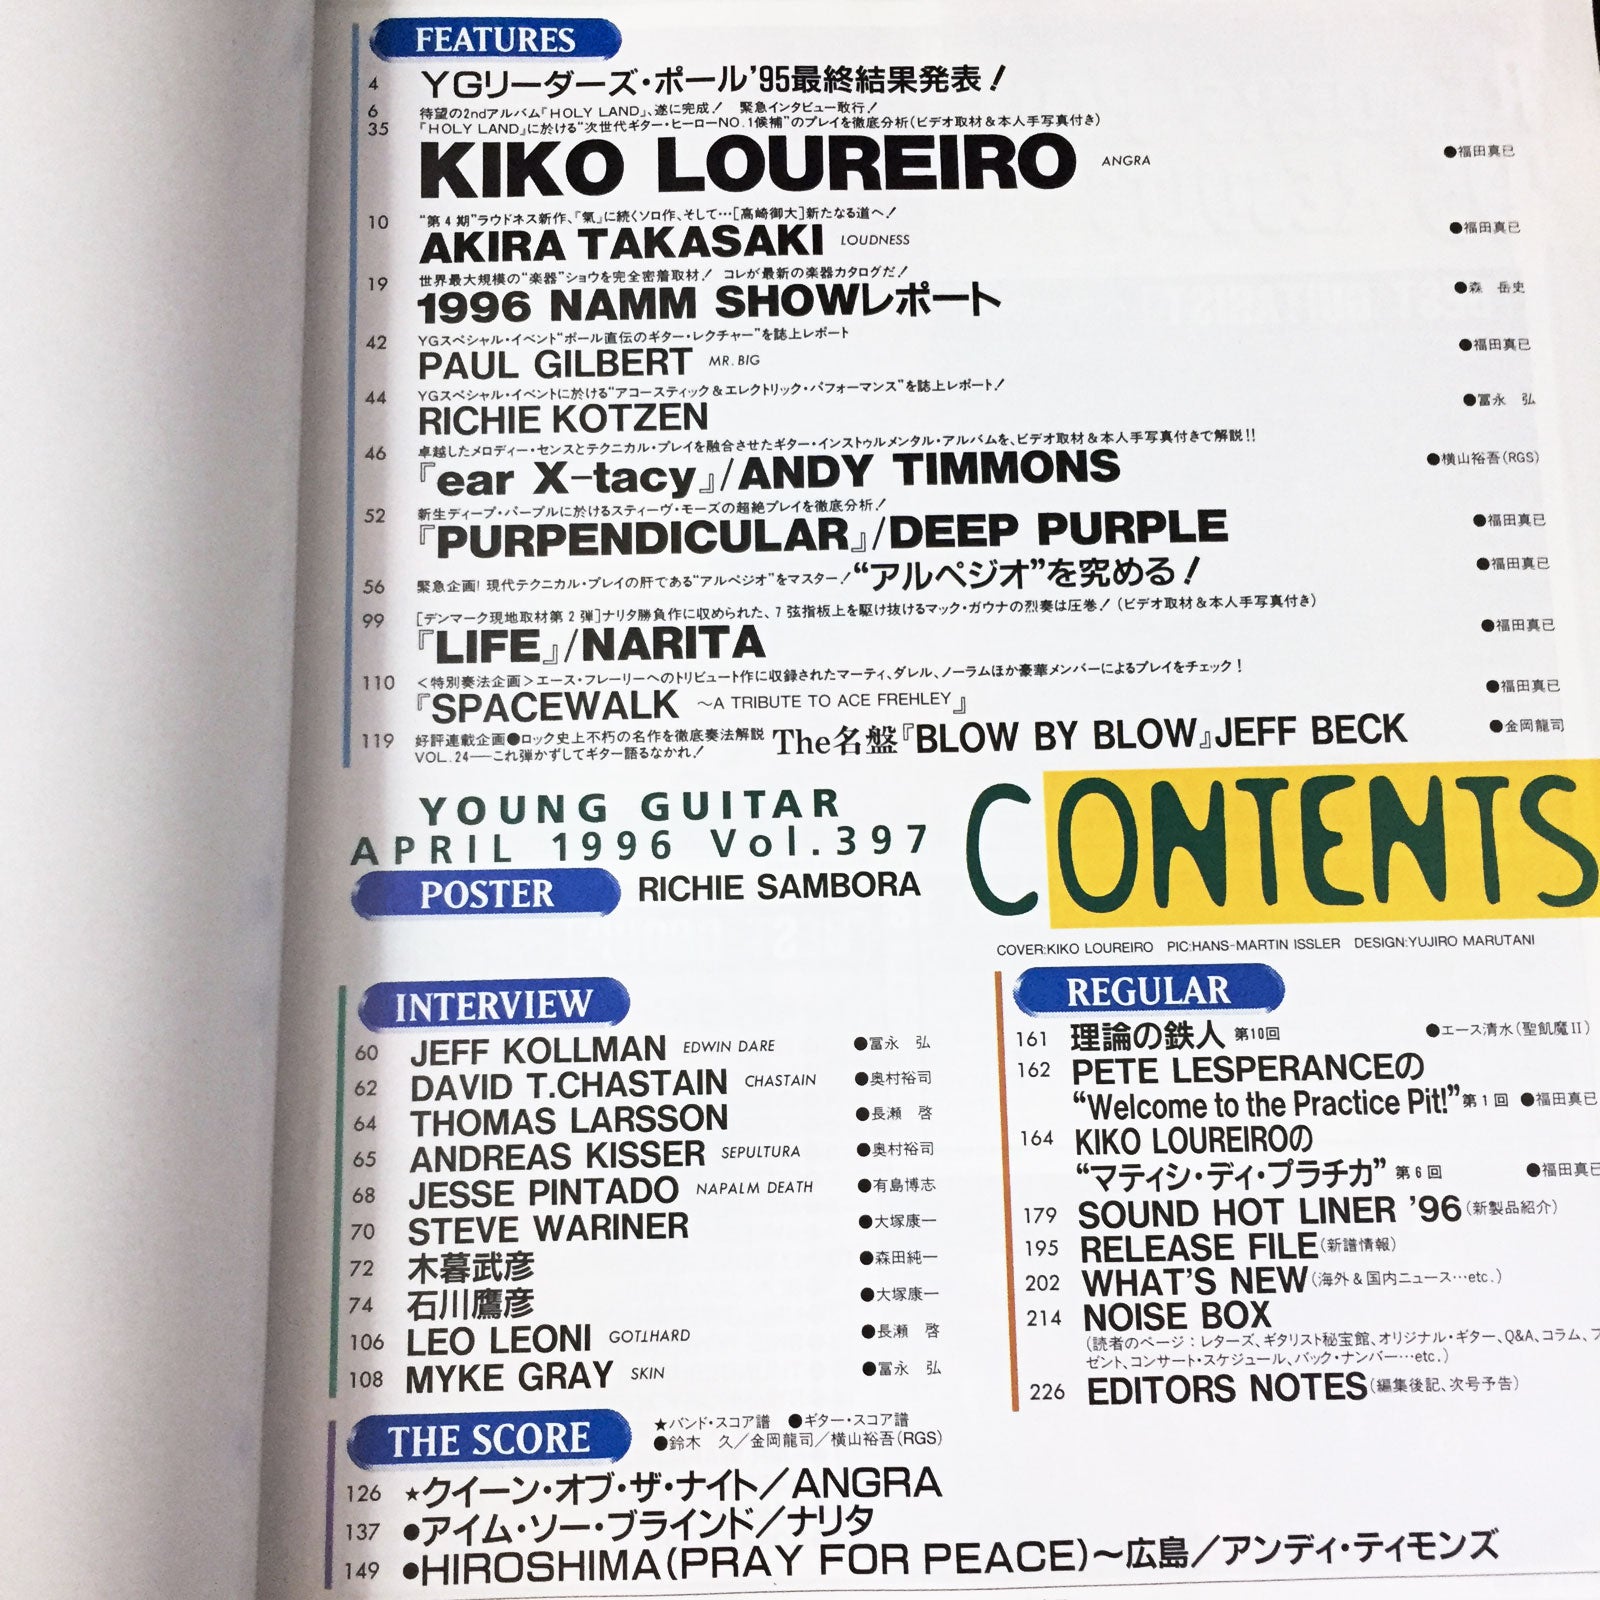 FEATURES
4 YGリーダーズ・ポール'95最終結果発表!
6 待望の2ndアルバム『HOLY LAND』、遂に完成! 緊急インタビュー敢行!
35 『HOLY LAND』に於ける“次世代ギター・ヒーローNO.1候補”のプレイを徹底分析(ビデオ取材&本人手写真付き)
KIKO LOUREIRO ANGRA ●福田真巳
10 “第4期”ラウドネス新作、『氣』に続くソロ作、そして…[高崎御大]新たなる道へ!
AKIRA TAKASAKI LOUDNESS ●福田真巳
19 世界最大規模の“楽器”ショウを完全密着取材! コレが最新の楽器カタログだ!
1996 NAMM SHOWレポート ●森 岳史
42 YGスペシャル・イベント“ポール直伝のギター・レクチャー”を誌上レポート
PAUL GILBERT MR.BIG ●福田真巳
44 YGスペシャル・イベントに於ける“アコースティック&エレクトリック・パフォーマンス”を誌上レポート!
RICHIE KOTZEN ●冨永 弘
46 卓越したメロディー・センスとテクニカル・プレイを融合させたギター・インストゥルメンタル・アルバムを、ビデオ取材&本人手写真付きで解説!!
『ear X-tacy』/ANDY TIMMONS ●横山裕吾(RGS)
52 新生ディープ・パープルに於けるスティーヴ・モーズの超絶プレイを徹底分析!
『PURPENDICULAR』/DEEP PURPLE ●福田真巳
56 緊急企画!現代テクニカル・プレイの肝である“アルペジオ”をマスター!“アルペジオ”を究める! ●福田真巳
99 [デンマーク現地取材第2弾]ナリタ勝負作に収められた、7弦指板上を駆け抜けるマック・ガウナの烈奏は圧巻!(ビデオ取材&本人手写真付き)
『LIFE』/NARITA ●福田真巳
110 <特別奏法企画>エース・フレーリーへのトリビュート作に収録されたマーティ、ダレル、ノーラムほか豪華メンバーによるプレイをチェック!
『SPACEWALK ~A TRIBUTE TO ACE FREHLEY』 ●福田真巳
119 好評連載企画●ロック史上不朽の名作を徹底奏法解説 The名盤『BLOW BY BLOW』JEFF BECK ●金岡龍司
VOL.24——これ弾かずしてギター語るなかれ!
YOUNG GUITAR
APRIL 1996 Vol.397
CONTENTS
POSTER RICHIE SAMBORA
COVER:KIKO LOUREIRO PIC:HANS-MARTIN ISSLER DESIGN:YUJIRO MARUTANI
INTERVIEW
60 JEFF KOLLMAN EDWIN DARE ●冨永 弘
62 DAVID T.CHASTAIN CHASTAIN ●奥村裕司
64 THOMAS LARSSON ●長瀬 啓
65 ANDREAS KISSER SEPULTURA ●奥村裕司
68 JESSE PINTADO NAPALM DEATH ●有島博志
70 STEVE WARINER ●大塚康一
72 木暮武彦 ●森田純一
74 石川鷹彦 ●大塚康一
106 LEO LEONI GOTTHARD ●長瀬 啓
108 MYKE GRAY SKIN ●冨永 弘
REGULAR
161 理論の鉄人 第10回 ●エース清水(聖飢魔II)
162 PETE LESPERANCEの
“Welcome to the Practice Pit!” 第1回 ●福田真巳
164 KIKO LOUREIROの
“マティシ・ディ・プラチカ” 第6回 ●福田真巳
179 SOUND HOT LINER '96(新製品紹介)
195 RELEASE FILE(新譜情報)
202 WHAT'S NEW(海外&国内ニュース…etc.)
214 NOISE BOX
(読者のページ:レターズ、ギタリスト秘宝館、オリジナル・ギター、Q&A、コラム、プ
ゼント、コンサート・スケジュール、バック・ナンバー…etc.)
226 EDITORS NOTES(編集後記、次号予告)
THE SCORE
★バンド・スコア譜 ●ギター・スコア譜
●鈴木 久/金岡龍司/横山裕吾(RGS)
126 ★クイーン・オブ・ザ・ナイト/ANGRA
137 ●アイム・ソー・ブラインド/ナリタ
149 ●HIROSHIMA(PRAY FOR PEACE)~広島/アンディ・ティモンズ